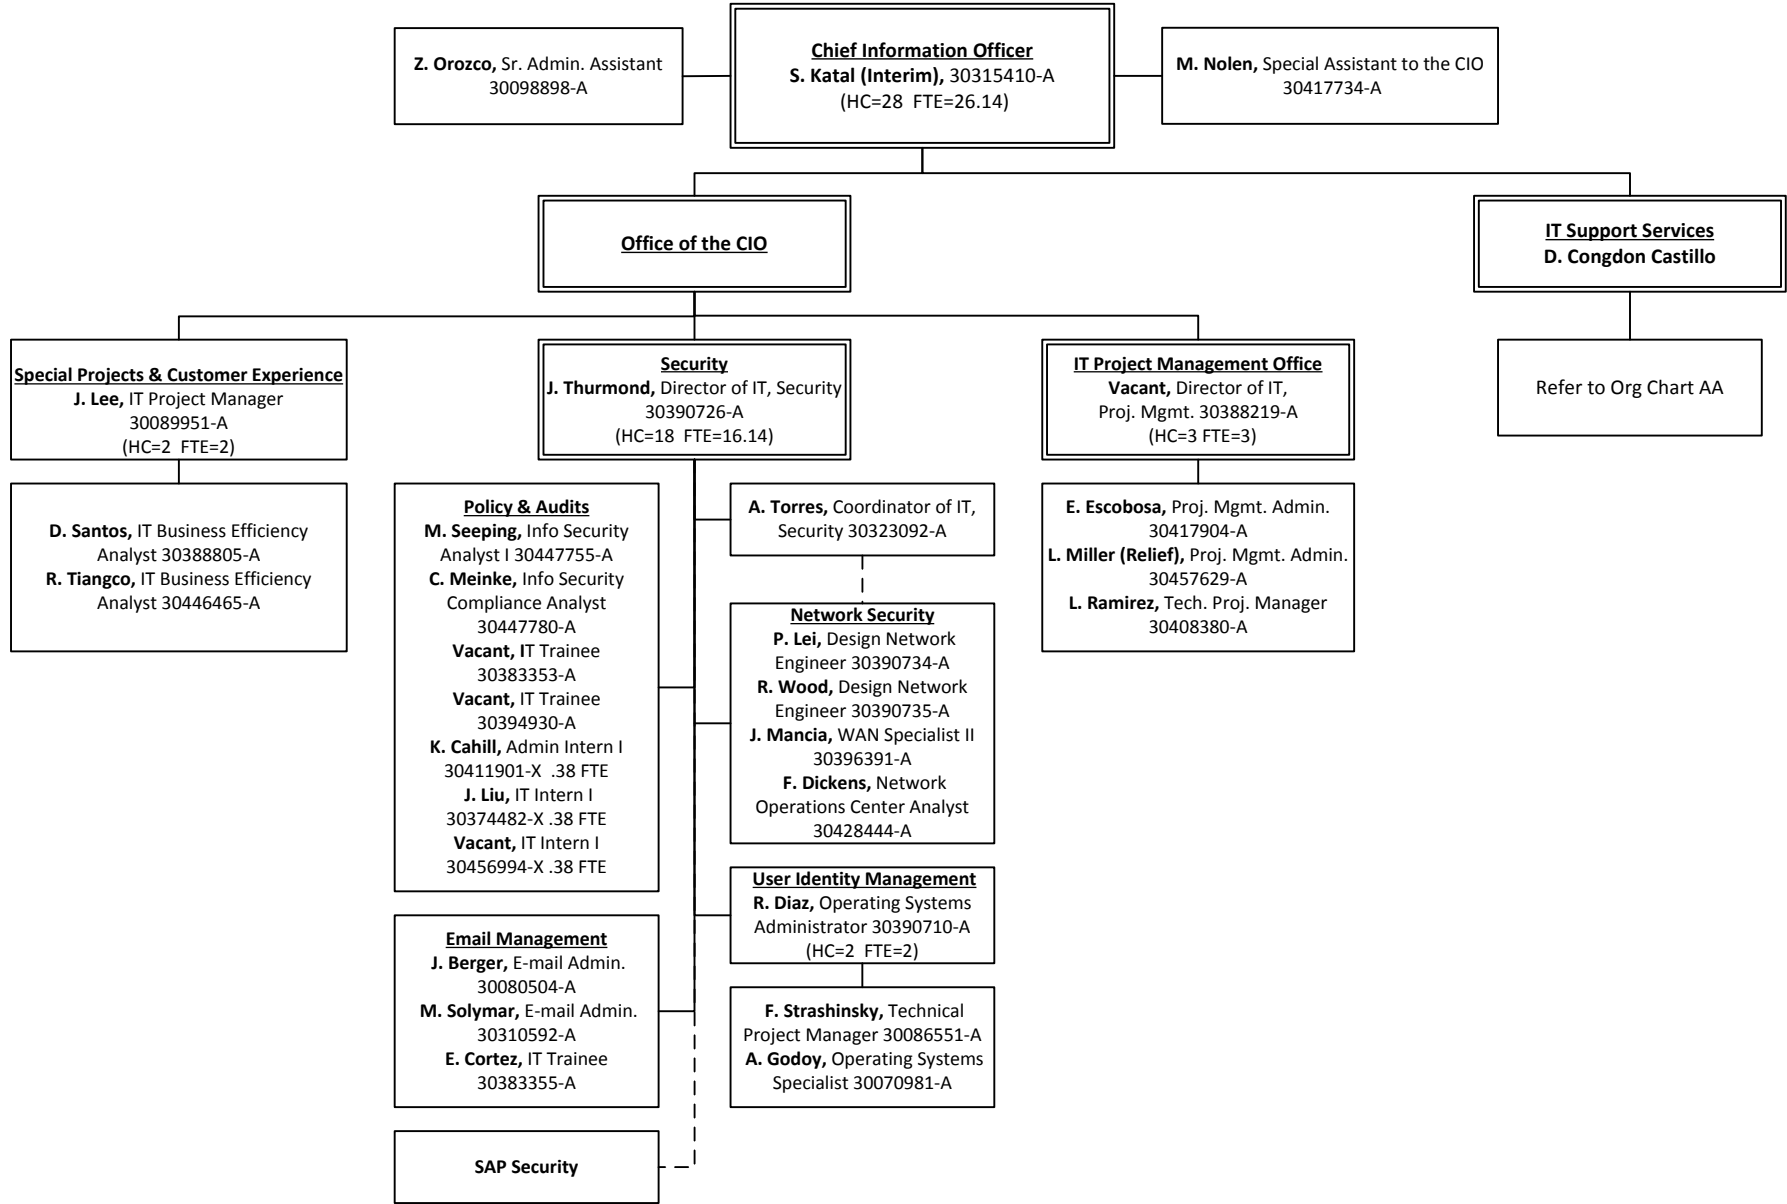 Z. Orozco, Sr. Admin. Assistant
30098898-A
Chief Information Officer
S. Katal (Interim), 30315410-A
(HC=28 FTE=26.14)
M. Nolen, Special Assistant to the CIO
30417734-A
Office of the CIO
IT Support Services
D. Congdon Castillo
Special Projects & Customer Experience
J. Lee, IT Project Manager
30089951-A
(HC=2 FTE=2)
Security
J. Thurmond, Director of IT, Security
30390726-A
(HC=18 FTE=16.14)
IT Project Management Office
Vacant, Director of IT,
Proj. Mgmt. 30388219-A
(HC=3 FTE=3)
Refer to Org Chart AA
D. Santos, IT Business Efficiency
Analyst 30388805-A
R. Tiangco, IT Business Efficiency
Analyst 30446465-A
Policy & Audits
M. Seeping, Info Security
Analyst I 30447755-A
C. Meinke, Info Security
Compliance Analyst
30447780-A
Vacant, IT Trainee
30383353-A
Vacant, IT Trainee
30394930-A
K. Cahill, Admin Intern I
30411901-X .38 FTE
J. Liu, IT Intern I
30374482-X .38 FTE
Vacant, IT Intern I
30456994-X .38 FTE
A. Torres, Coordinator of IT,
Security 30323092-A
Network Security
P. Lei, Design Network
Engineer 30390734-A
R. Wood, Design Network
Engineer 30390735-A
J. Mancia, WAN Specialist II
30396391-A
F. Dickens, Network
Operations Center Analyst
30428444-A
E. Escobosa, Proj. Mgmt. Admin.
30417904-A
L. Miller (Relief), Proj. Mgmt. Admin.
30457629-A
L. Ramirez, Tech. Proj. Manager
30408380-A
User Identity Management
R. Diaz, Operating Systems
Administrator 30390710-A
(HC=2 FTE=2)
Email Management
J. Berger, E-mail Admin.
30080504-A
M. Solymar, E-mail Admin.
30310592-A
E. Cortez, IT Trainee
30383355-A
F. Strashinsky, Technical
Project Manager 30086551-A
A. Godoy, Operating Systems
Specialist 30070981-A
SAP Security